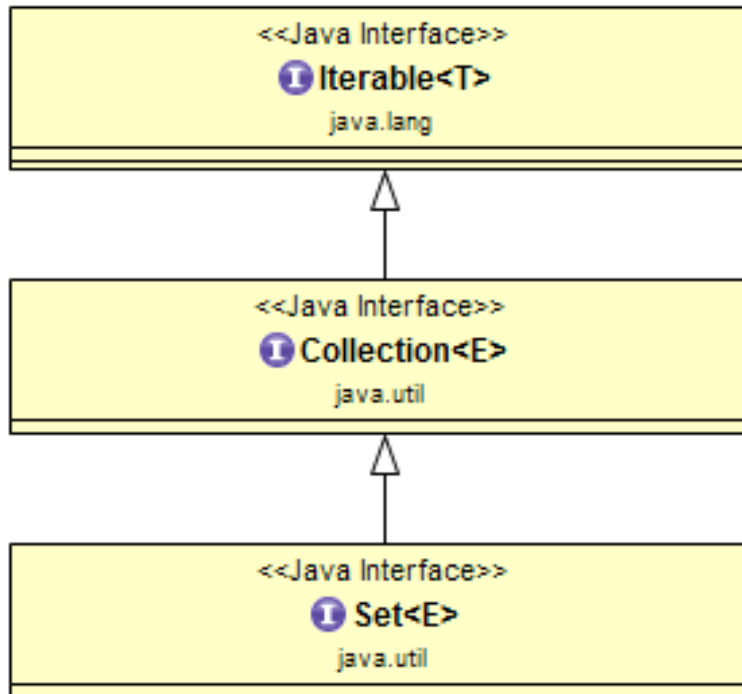 <<Java Interface>>
I Iterable<T>
java.lang
<<Java Interface>>
I Collection<E>
java.util
<<Java Interface>>
I Set<E>
java.util